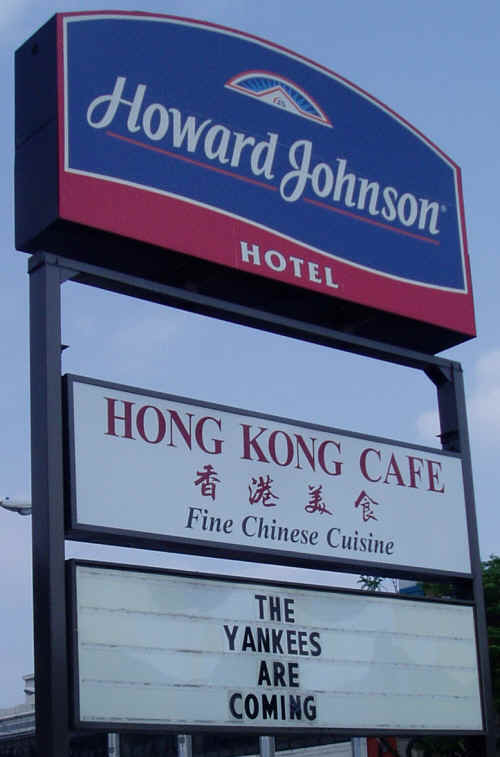 Howard Johnson
HOTEL
HONG KONG CAFE
香港美食
Fine Chinese Cuisine
THE
YANKEES
ARE
COMING